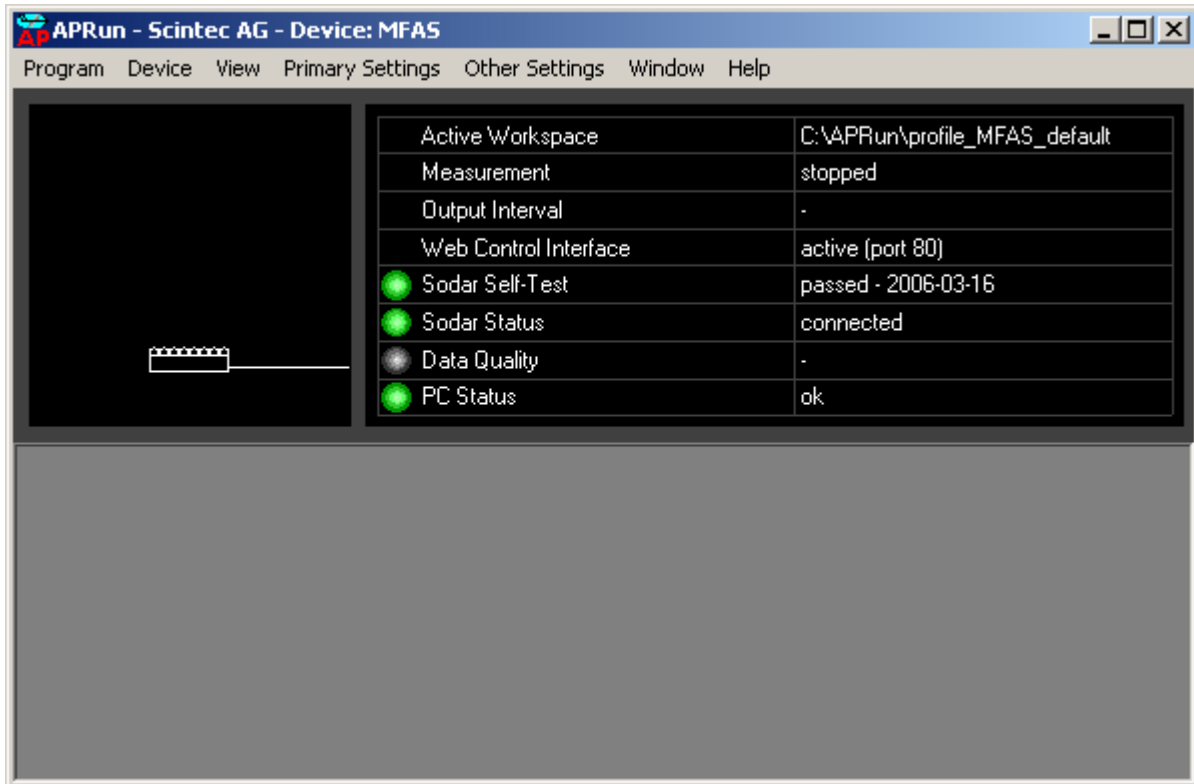 AP APRun - Scintec AG - Device: MFAS
Program Device View Primary Settings Other Settings Window Help
Active Workspace C:\APRun\profile_MFAS_default
Measurement stopped
Output Interval -
Web Control Interface active (port 80)
Sodar Self-Test passed - 2006-03-16
Sodar Status connected
Data Quality -
PC Status ok